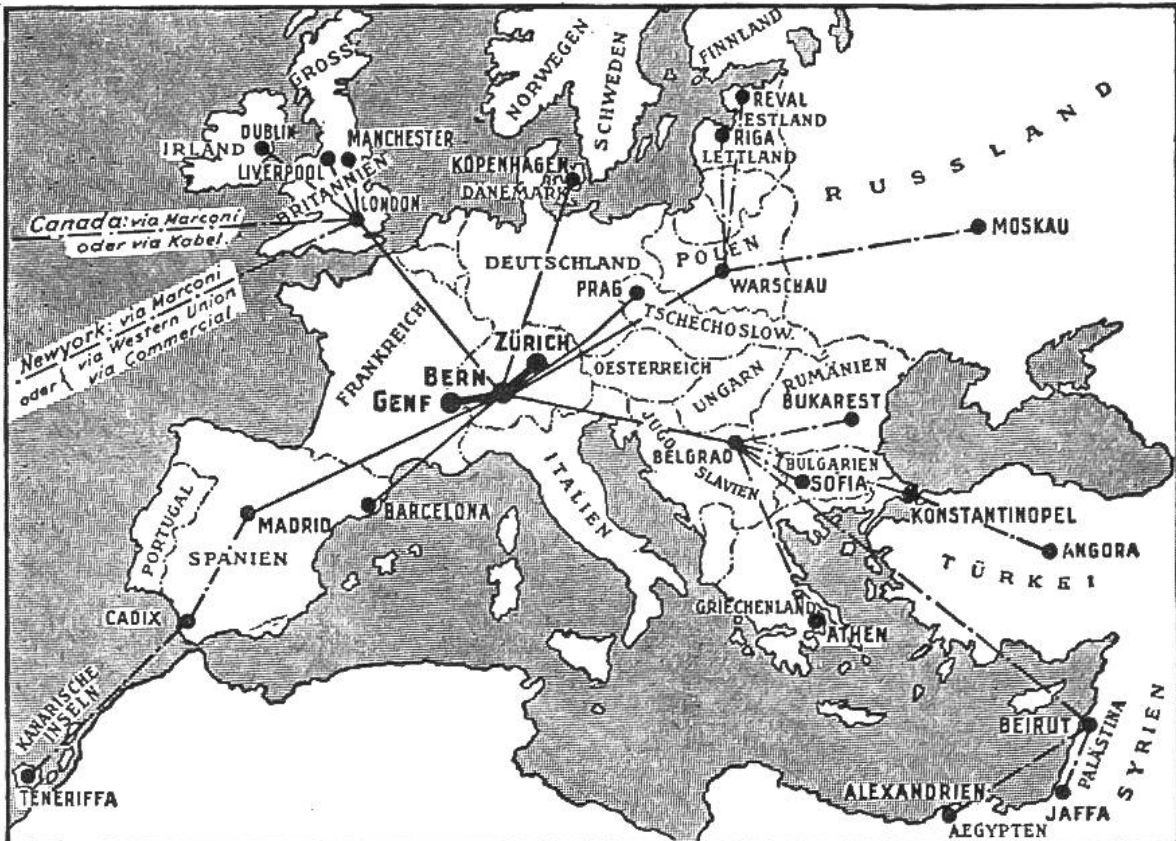 FINNLAND
NORWEGEN
SCHWEDEN
GROSS-
BRITANNIEN
REVAL
ESTLAND
RIGA
LETTLAND
RUSSLAND
DUBLIN
IRLAND
MANCHESTER
LIVERPOOL
KOPENHAGEN
DÄNEMARK
LONDON
Canada: via Marconi
oder via Kabel
MOSKAU
POLEN
DEUTSCHLAND
WARSCHAU
PRAG
TSCHECHOSLOW.
Newyork: via Marconi
oder via Western Union
via Commercial
FRANKREICH
ZÜRICH
BERN
GENF
OESTERREICH
UNGARN
RUMÄNIEN
BUKAREST
JUGO
SLAVIEN
BELGRAD
BULGARIEN
SOFIA
ITALIEN
KONSTANTINOPEL
ANGORA
TÜRKEI
PORTUGAL
MADRID
BARCELONA
SPANIEN
CADIX
GRIECHENLAND
ATHEN
KANARISCHE
INSELN
TENERIFFA
BEIRUT
PALÄSTINA
SYRIEN
ALEXANDRIEN
JAFFA
AEGYPTEN